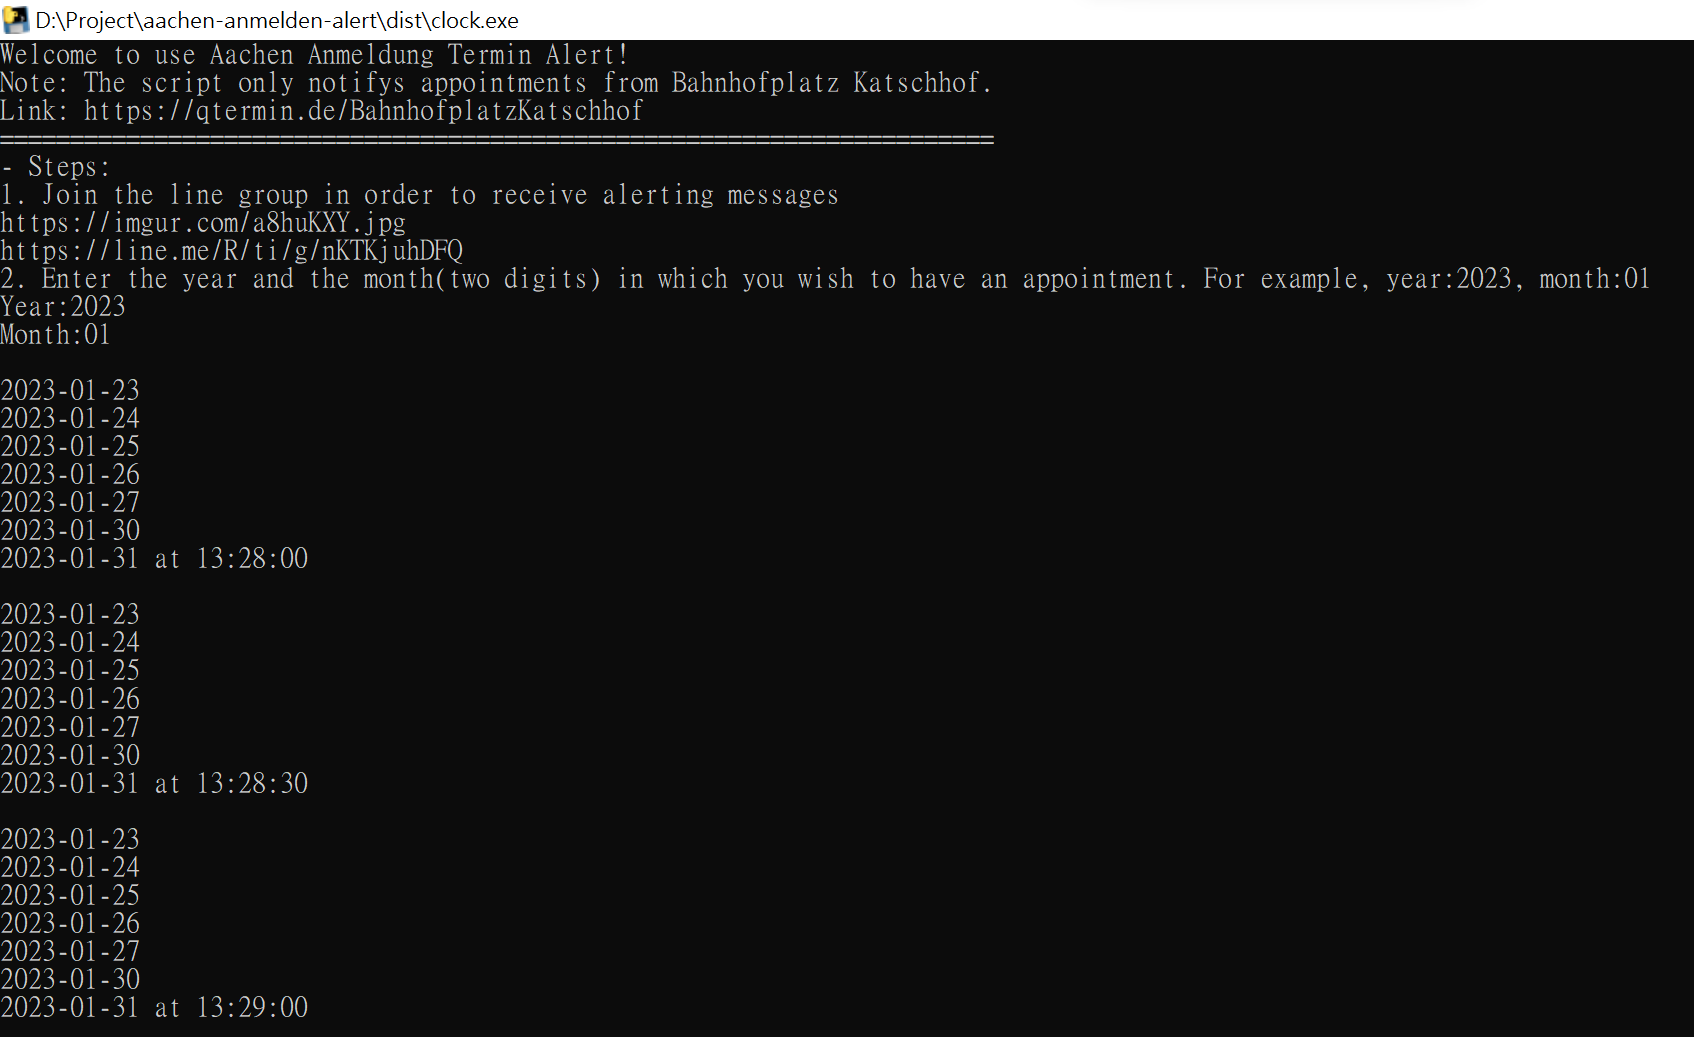 D:\Project\aachen-anmelden-alert\dist\clock.exe
Welcome to use Aachen Anmeldung Termin Alert!
Note: The script only notifys appointments from Bahnhofplatz Katschhof.
Link: https://qtermin.de/BahnhofplatzKatschhof
=======================================================================
- Steps:
1. Join the line group in order to receive alerting messages
https://imgur.com/a8huKXY.jpg
https://line.me/R/ti/g/nKTKjuhDFQ
2. Enter the year and the month(two digits) in which you wish to have an appointment. For example, year:2023, month:01
Year:2023
Month:01
2023-01-23
2023-01-24
2023-01-25
2023-01-26
2023-01-27
2023-01-30
2023-01-31 at 13:28:00
2023-01-23
2023-01-24
2023-01-25
2023-01-26
2023-01-27
2023-01-30
2023-01-31 at 13:28:30
2023-01-23
2023-01-24
2023-01-25
2023-01-26
2023-01-27
2023-01-30
2023-01-31 at 13:29:00